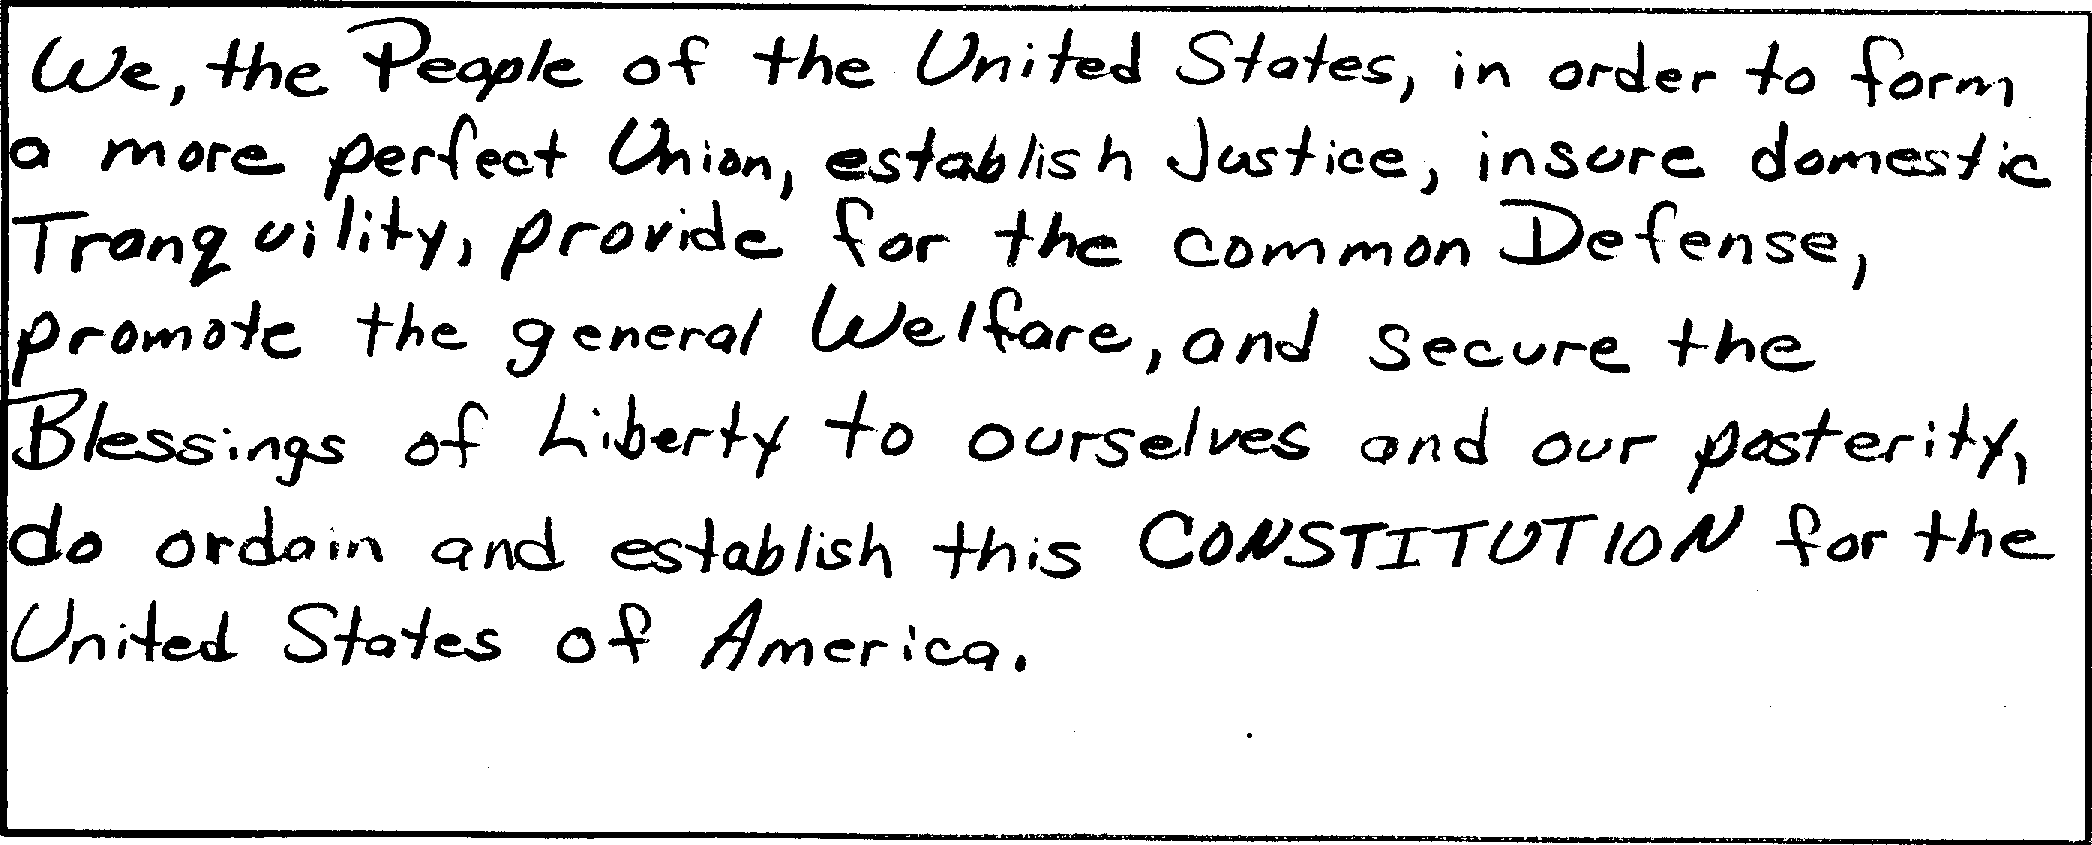 We, the People of the United States, in order to form
a more perfect Union, establish Justice, insure domestic
Tranquility, provide for the common Defense,
promote the general Welfare, and secure the
Blessings of Liberty to ourselves and our posterity,
do ordain and establish this CONSTITUTION for the
United States of America.